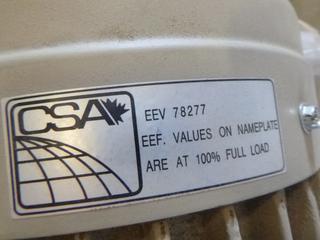 CSA
EEV 78277
EEF. VALUES ON NAMEPLATE
ARE AT 100% FULL LOAD